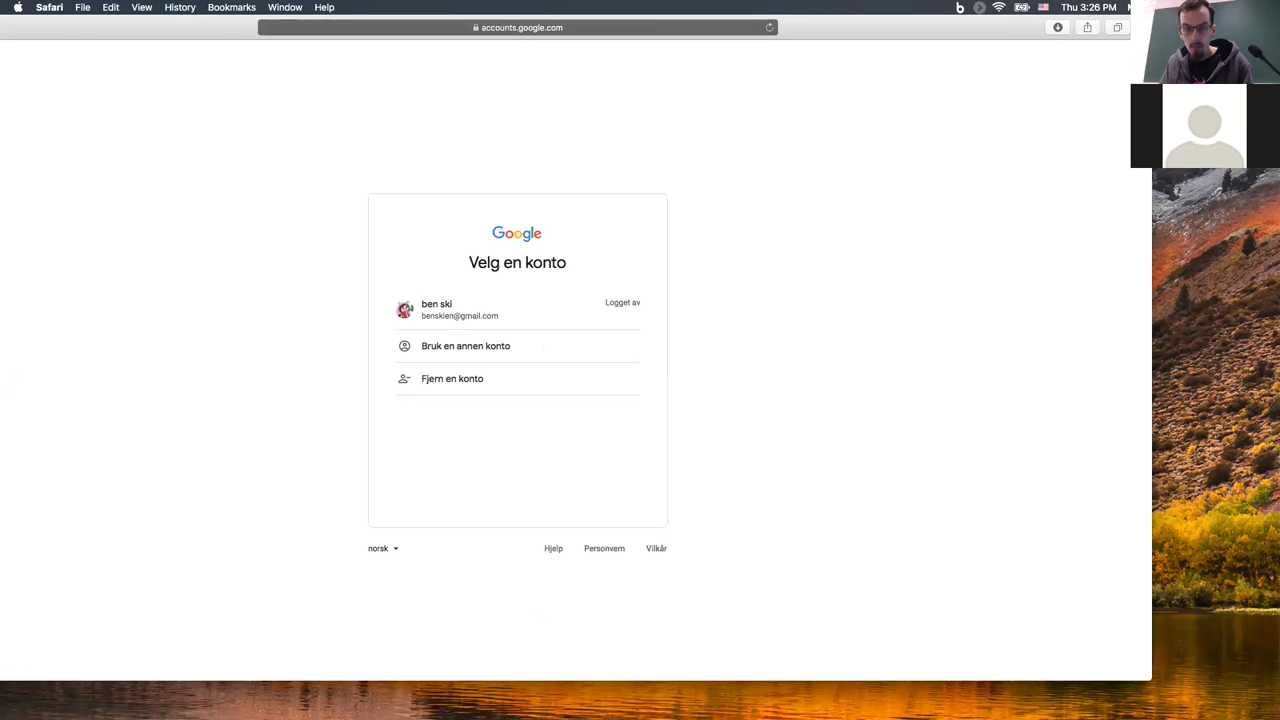 Safari File Edit View History Bookmarks Window Help
Thu 3:26 PM
accounts.google.com
Google
Velg en konto
ben ski
Logget av
benskien@gmail.com
Bruk en annen konto
Fjern en konto
norsk
Hjelp Personvern Vilkår